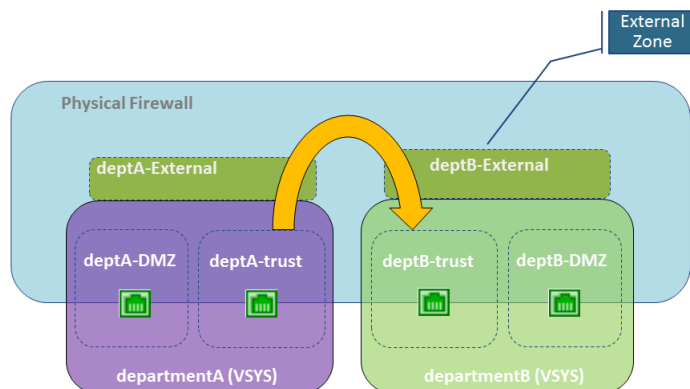 External
Zone
Physical Firewall
deptA-External
deptB-External
deptA-DMZ
deptA-trust
deptB-trust
deptB-DMZ
departmentA (VSYS)
departmentB (VSYS)